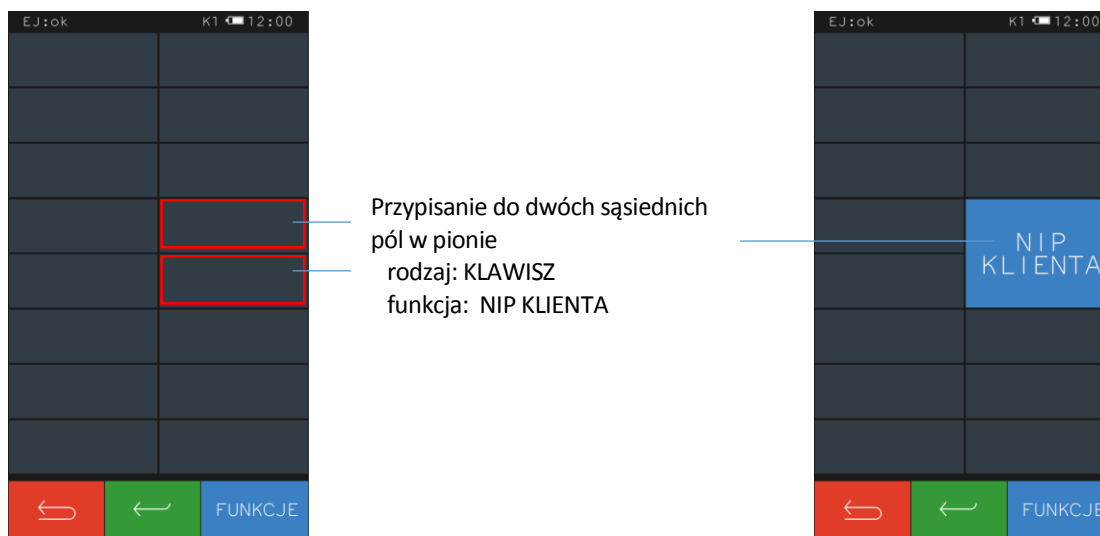 EJ:ok K1 12:00
FUNKCJE
Przypisanie do dwóch sąsiednich
pól w pionie
rodzaj: KLAWISZ
funkcja: NIP KLIENTA
EJ:ok K1 12:00
NIP
KLIENTA
FUNKCJE